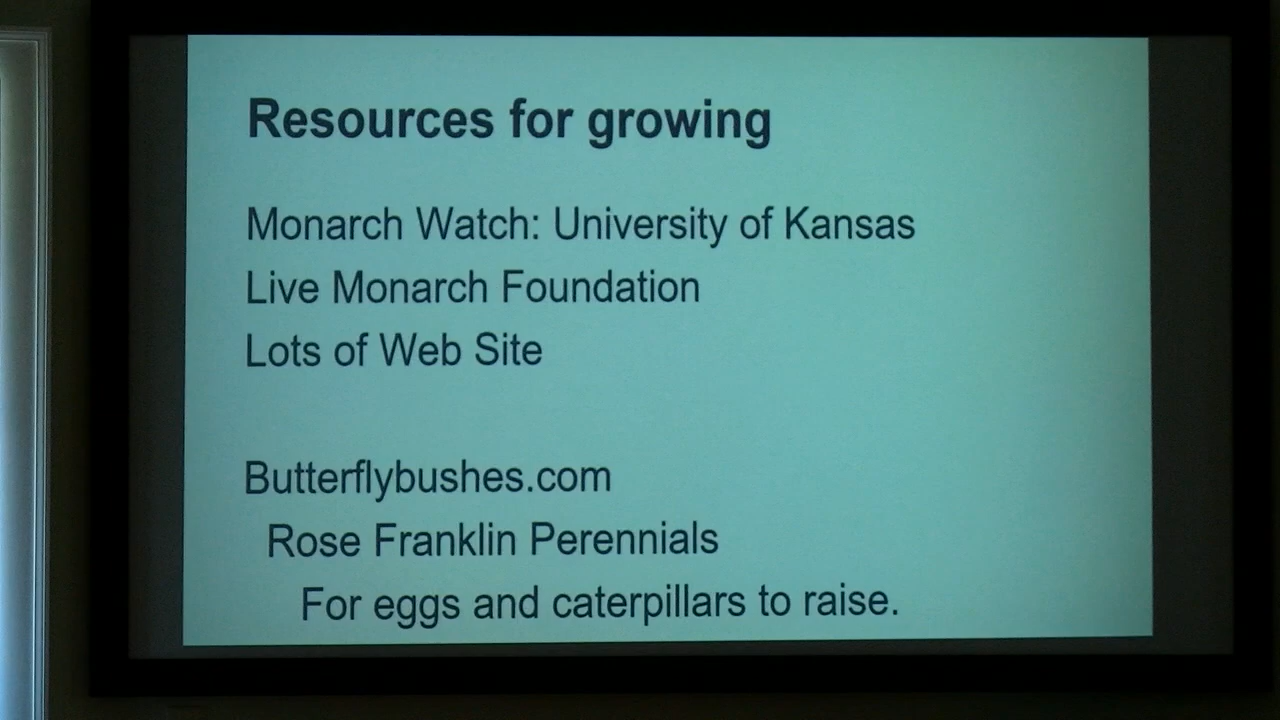 Resources for growing
Monarch Watch: University of Kansas
Live Monarch Foundation
Lots of Web Site
Butterflybushes.com
Rose Franklin Perennials
For eggs and caterpillars to raise.